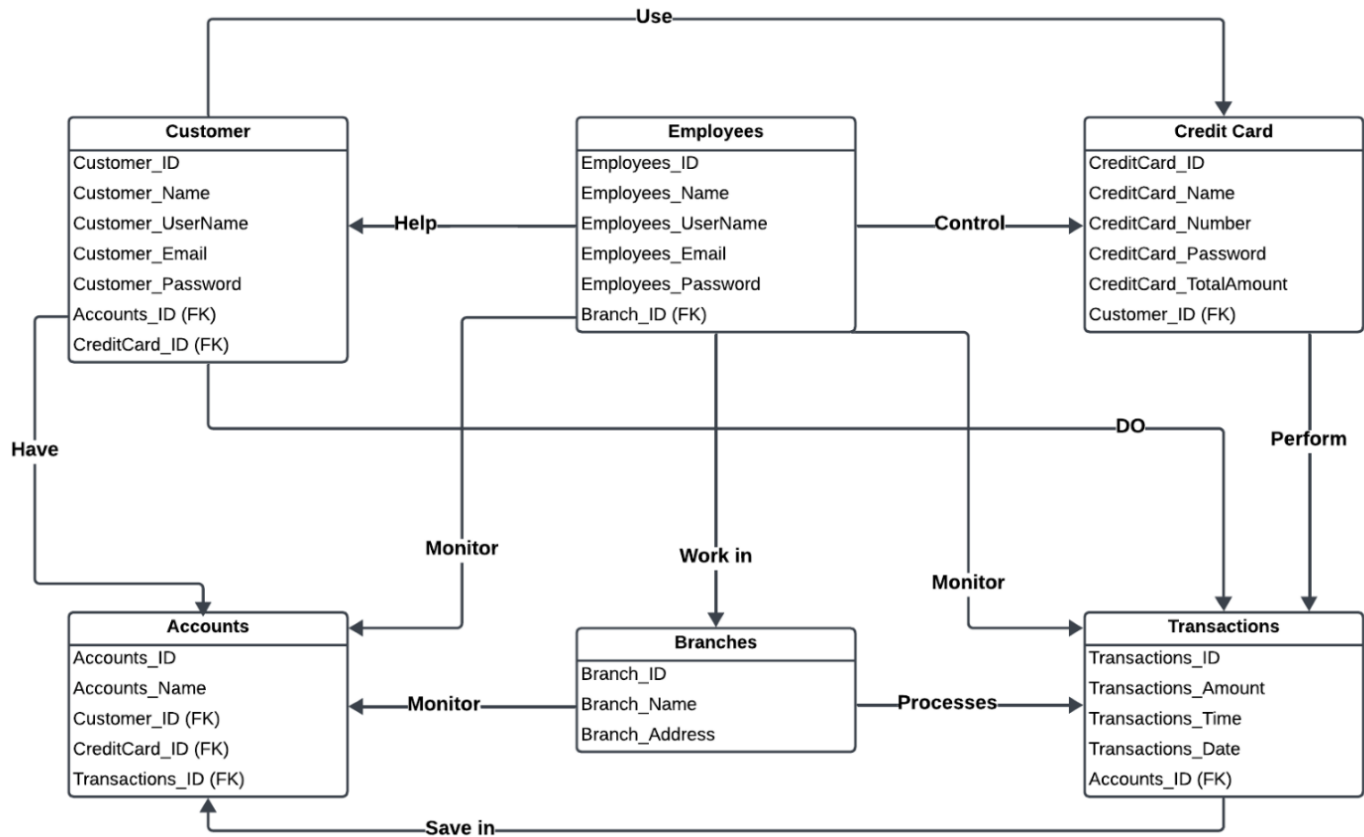 Use
Customer
Customer_ID
Customer_Name
Customer_UserName
Customer_Email
Customer_Password
Accounts_ID (FK)
CreditCard_ID (FK)
Help
Employees
Employees_ID
Employees_Name
Employees_UserName
Employees_Email
Employees_Password
Branch_ID (FK)
Control
Credit Card
CreditCard_ID
CreditCard_Name
CreditCard_Number
CreditCard_Password
CreditCard_TotalAmount
Customer_ID (FK)
Have
DO
Perform
Monitor
Work in
Monitor
Accounts
Accounts_ID
Accounts_Name
Customer_ID (FK)
CreditCard_ID (FK)
Transactions_ID (FK)
Monitor
Branches
Branch_ID
Branch_Name
Branch_Address
Processes
Transactions
Transactions_ID
Transactions_Amount
Transactions_Time
Transactions_Date
Accounts_ID (FK)
Save in